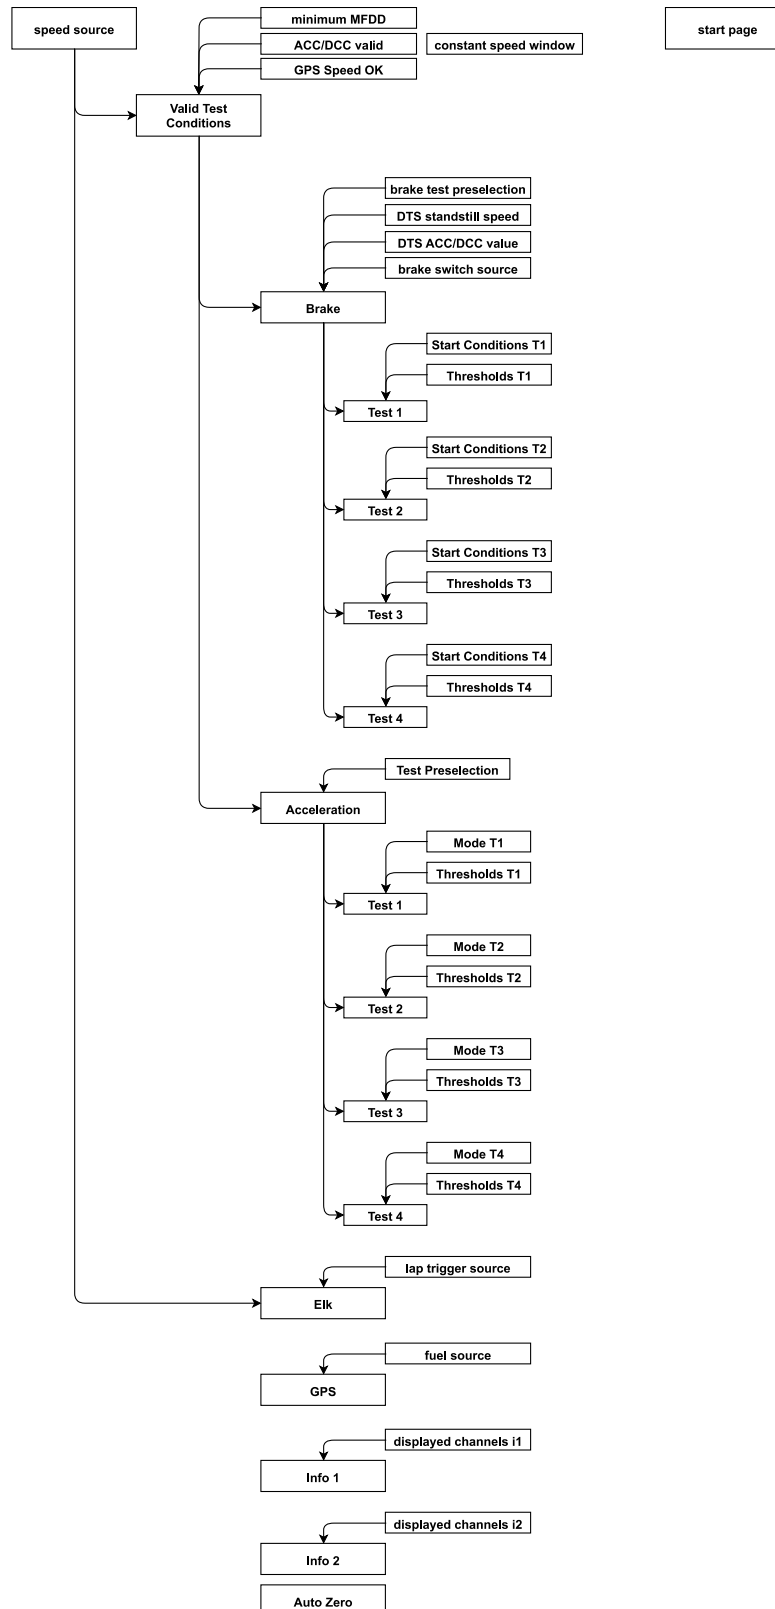 minimum MFDD
speed source
start page
ACC/DCC valid
constant speed window
GPS Speed OK
Valid Test
Conditions
brake test preselection
DTS standstill speed
DTS ACC/DCC value
brake switch source
Brake
Start Conditions T1
Thresholds T1
Test 1
Start Conditions T2
Thresholds T2
Test 2
Start Conditions T3
Thresholds T3
Test 3
Start Conditions T4
Thresholds T4
Test 4
Test Preselection
Acceleration
Mode T1
Thresholds T1
Test 1
Mode T2
Thresholds T2
Test 2
Mode T3
Thresholds T3
Test 3
Mode T4
Thresholds T4
Test 4
lap trigger source
Elk
fuel source
GPS
displayed channels i1
Info 1
displayed channels i2
Info 2
Auto Zero